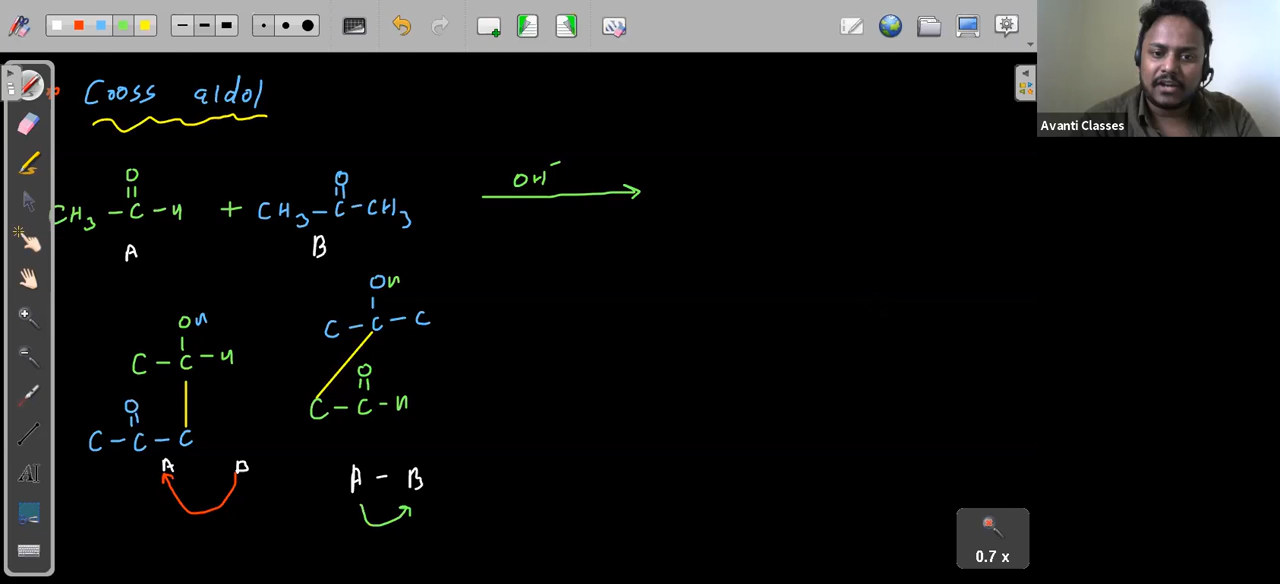 Cross aldol
O O OH⁻
CH3 – C – H + CH3 – C – CH3
A B
OH
C – C – C
OH
C – C – H
O
C – C – H
O
C – C – C
A B
A – B
Avanti Classes
0.7 x